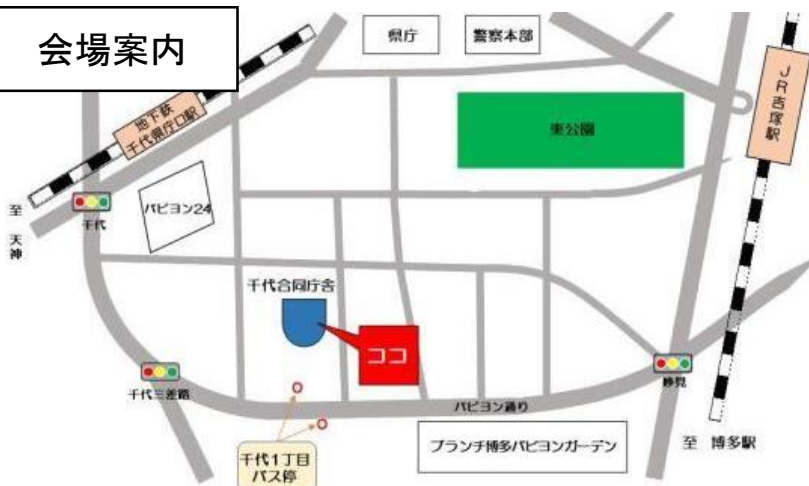 会場案内
県庁
警察本部
JR吉塚駅
地下鉄
千代県庁口駅
東公園
至
天神
千代
パピヨン24
千代合同庁舎
ココ
千代三差路
妙見
パピヨン通り
千代1丁目
バス停
ブランチ博多パピヨンガーデン
至 博多駅